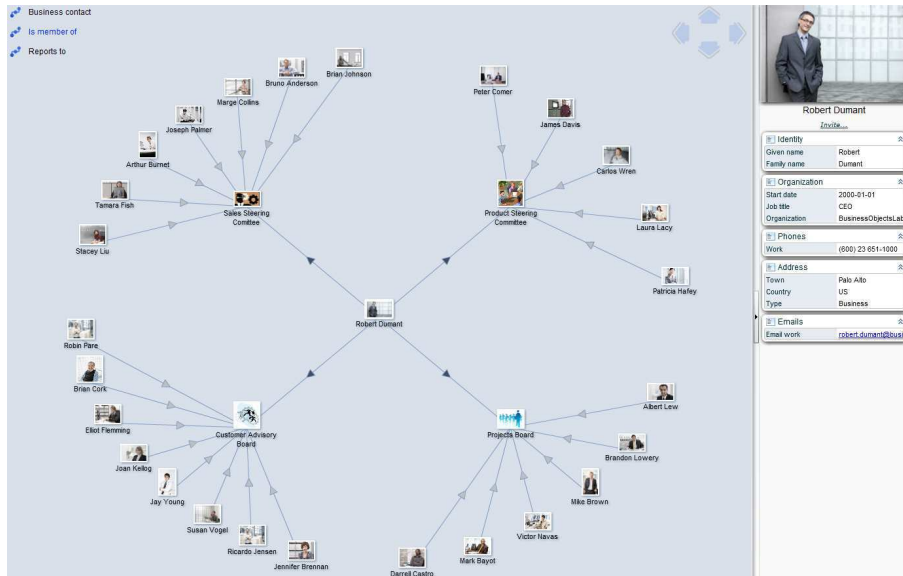 Business contact
Is member of
Reports to
Brian Johnson
Bruno Anderson
Marge Collins
Joseph Palmer
Arthur Burnet
Tamara Fish
Stacey Liu
Sales Steering
Comittee
Peter Comer
James Davis
Carlos Wren
Laura Lacy
Patricia Hafey
Product Steering
Committee
Robert Dumant
Robin Pare
Brian Cork
Elliot Flemming
Joan Kellog
Jay Young
Susan Vogel
Ricardo Jensen
Jennifer Brennan
Customer Advisory
Board
Projects Board
Albert Lew
Brandon Lowery
Mike Brown
Victor Navas
Mark Bayot
Darrell Castro
Robert Dumant
Invite...
Identity
Given name Robert
Family name Dumant
Organization
Start date 2000-01-01
Job title CEO
Organization BusinessObjectsLab
Phones
Work (600) 23 651-1000
Address
Town Palo Alto
Country US
Type Business
Emails
Email work robert.dumant@busi